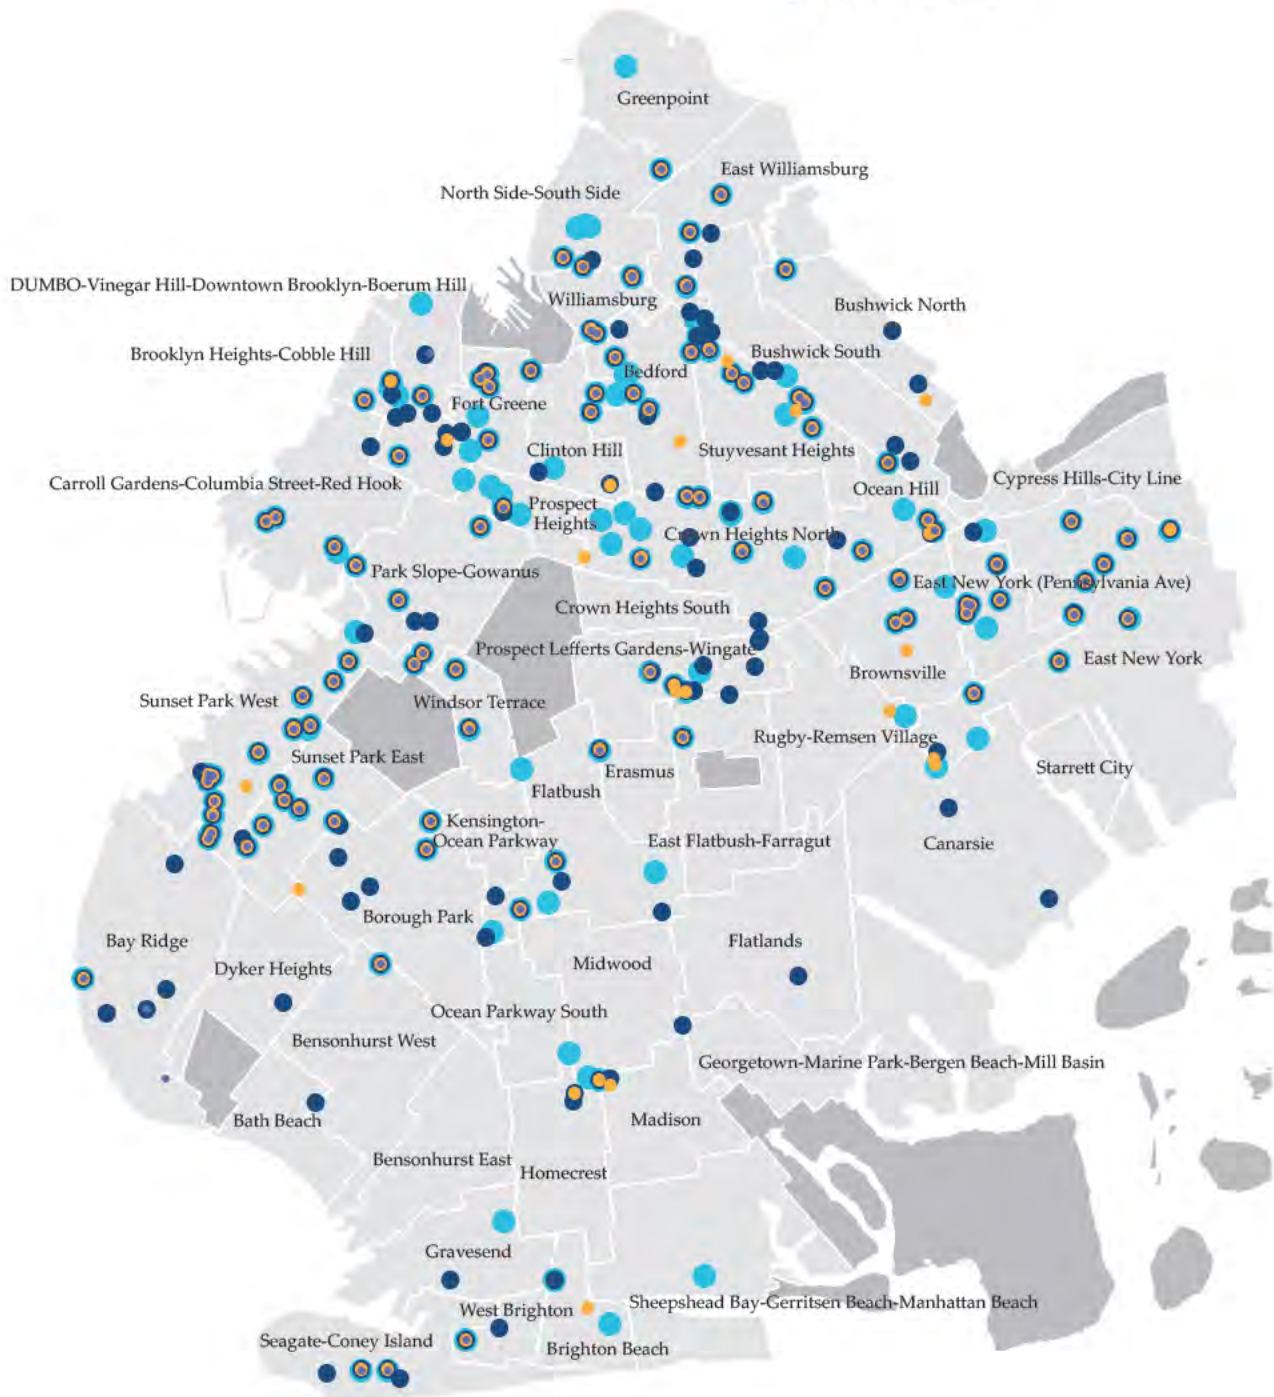 Greenpoint
East Williamsburg
North Side-South Side
DUMBO-Vinegar Hill-Downtown Brooklyn-Boerum Hill
Williamsburg
Bushwick North
Brooklyn Heights-Cobble Hill
Bushwick South
Bedford
Fort Greene
Clinton Hill
Stuyvesant Heights
Carroll Gardens-Columbia Street-Red Hook
Ocean Hill
Cypress Hills-City Line
Prospect
Heights
Crown Heights North
Park Slope-Gowanus
East New York (Pennsylvania Ave)
Crown Heights South
Prospect Lefferts Gardens-Wingate
Brownsville
East New York
Sunset Park West
Windsor Terrace
Rugby-Remsen Village
Sunset Park East
Erasmus
Starrett City
Flatbush
Kensington-
Ocean Parkway
East Flatbush-Farragut
Canarsie
Borough Park
Bay Ridge
Flatlands
Dyker Heights
Midwood
Ocean Parkway South
Bensonhurst West
Georgetown-Marine Park-Bergen Beach-Mill Basin
Bath Beach
Madison
Bensonhurst East
Homecrest
Gravesend
West Brighton
Sheepshead Bay-Gerritsen Beach-Manhattan Beach
Seagate-Coney Island
Brighton Beach